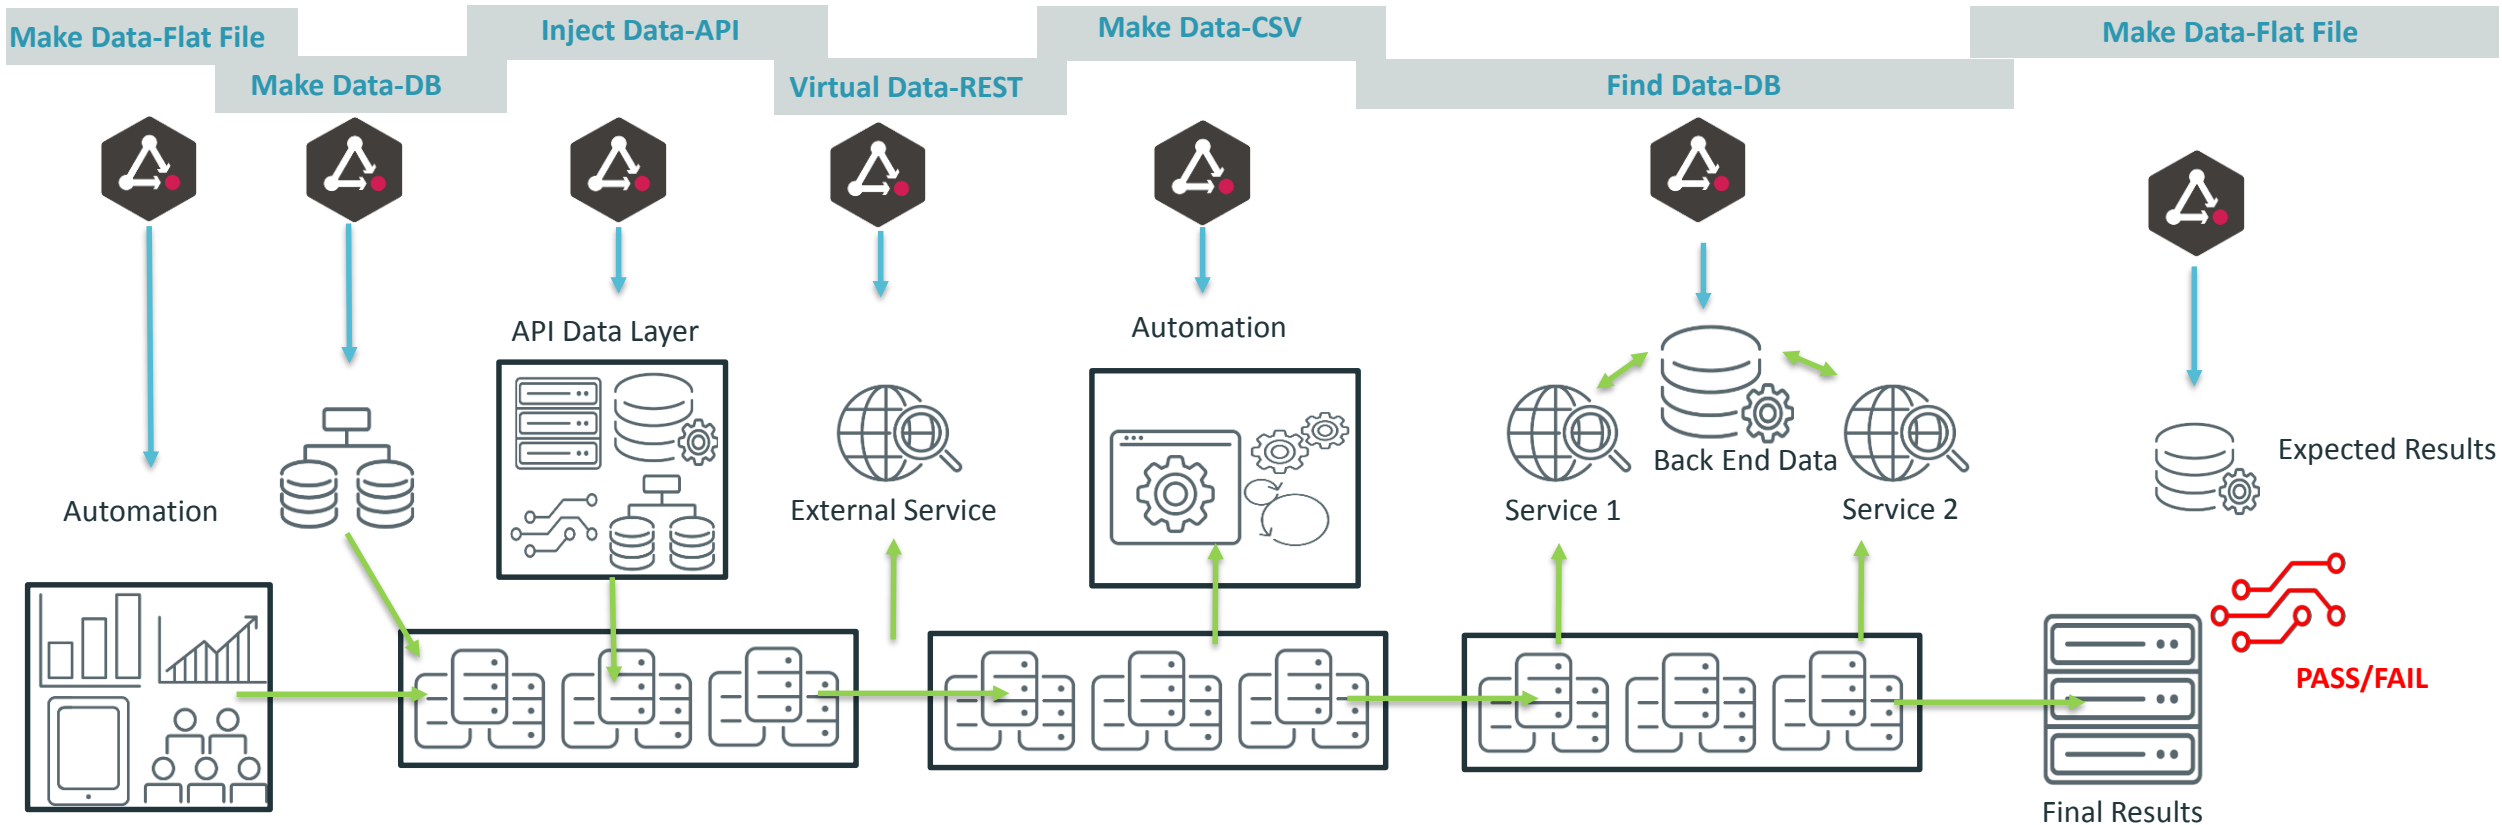 Make Data-Flat File
Make Data-DB
Inject Data-API
Virtual Data-REST
Make Data-CSV
Find Data-DB
Make Data-Flat File
API Data Layer
Automation
Automation
External Service
Service 1
Back End Data
Service 2
Expected Results
PASS/FAIL
Final Results